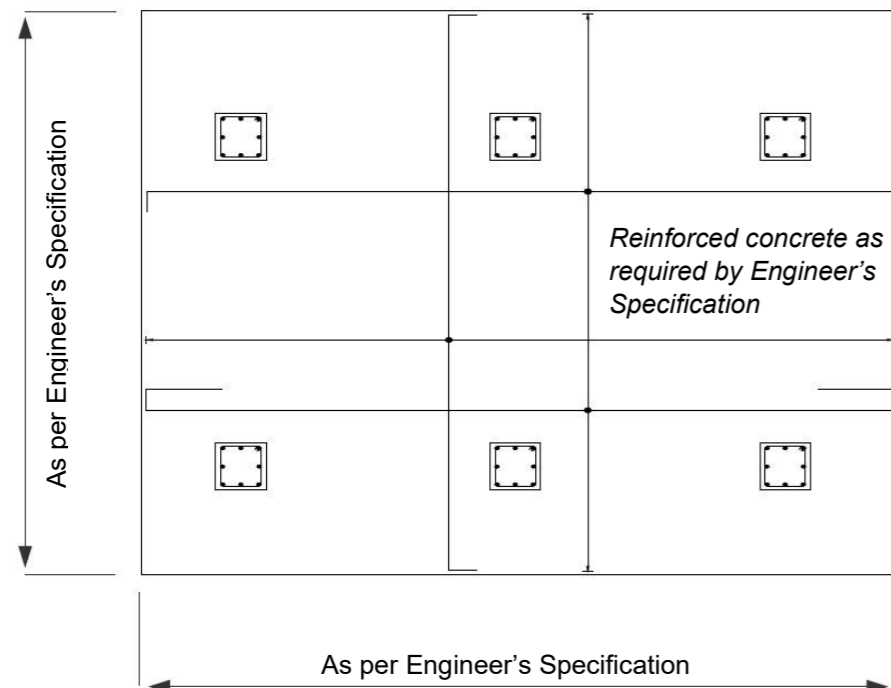 As per Engineer’s Specification
Reinforced concrete as
required by Engineer’s
Specification
As per Engineer’s Specification